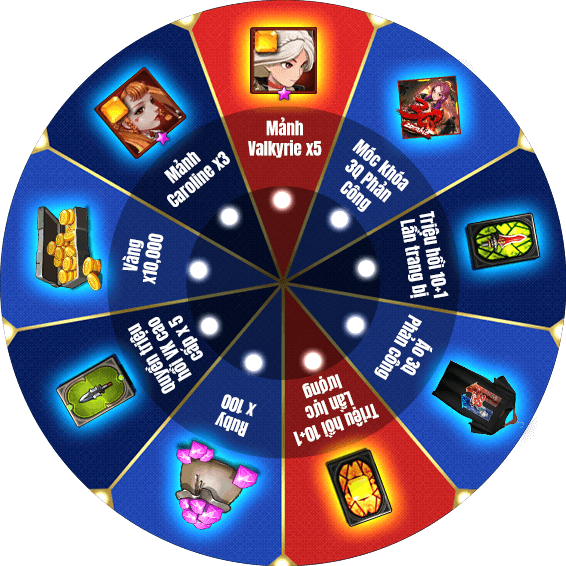 Mảnh
Valkyrie x5
Móc khóa
3Q Phản
Công
Triệu hồi 10+1
Lần trang bị
Áo 3Q
Phản công
Triệu hồi 10+1
Lần lực
lượng
Ruby
x 100
Quyển triệu
hồi VK cao
cấp x 5
Vàng
x10,000
Mảnh
Caroline x3